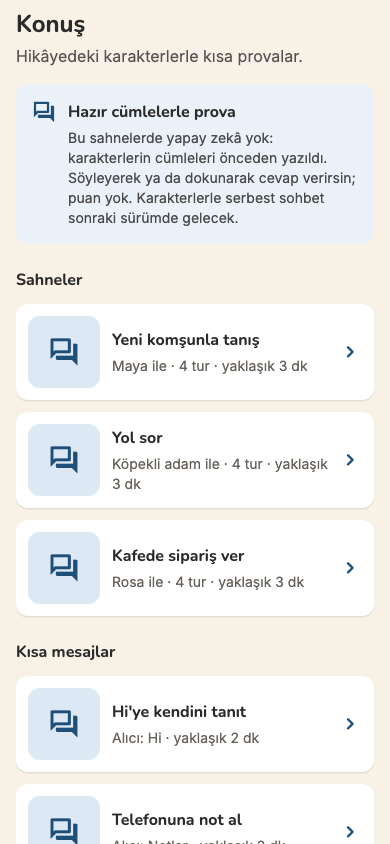 Konuş
Hikâyedeki karakterlerle kısa provalar.
Hazır cümlelerle prova
Bu sahnelerde yapay zekâ yok:
karakterlerin cümleleri önceden yazıldı.
Söyleyerek ya da dokunarak cevap verirsin;
puan yok. Karakterlerle serbest sohbet
sonraki sürümde gelecek.
Sahneler
Yeni komşunla tanış
Maya ile · 4 tur · yaklaşık 3 dk
Yol sor
Köpekli adam ile · 4 tur · yaklaşık
3 dk
Kafede sipariş ver
Rosa ile · 4 tur · yaklaşık 3 dk
Kısa mesajlar
Hi'ye kendini tanıt
Alıcı: Hi · yaklaşık 2 dk
Telefonuna not al